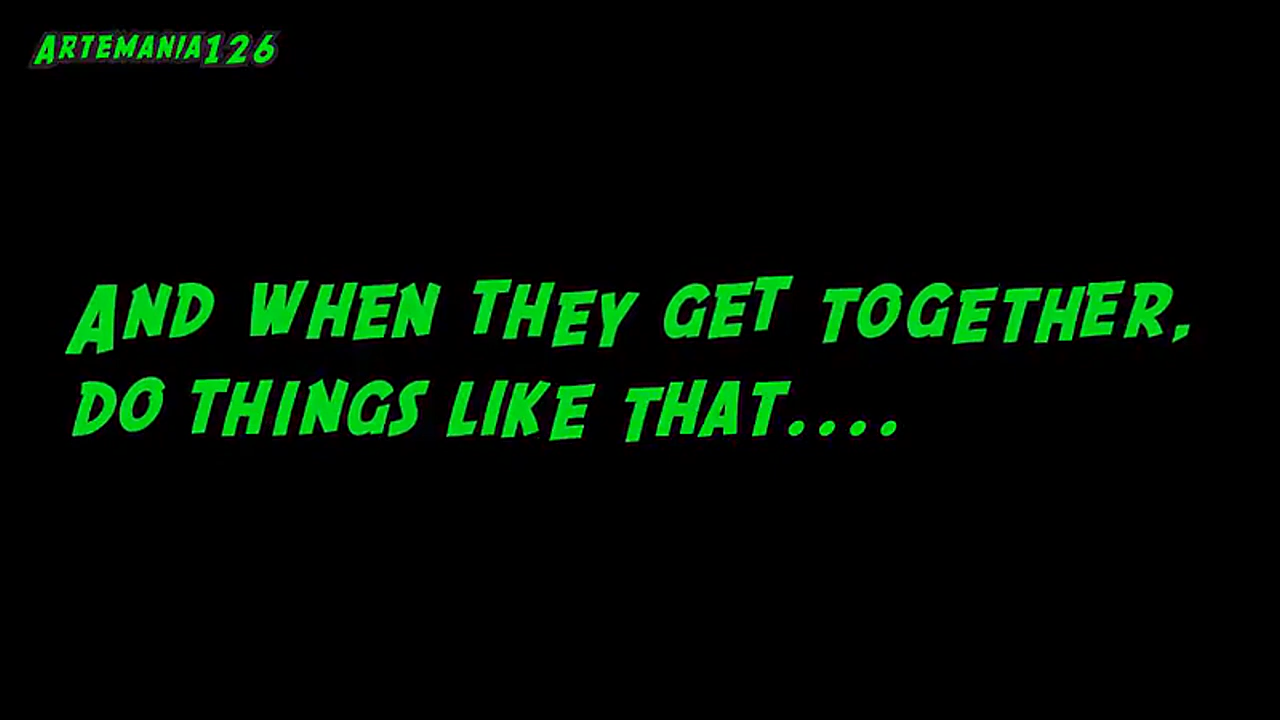 ARTEMANIA126
AND WHEN THEY GET TOGETHER,
DO THINGS LIKE THAT....